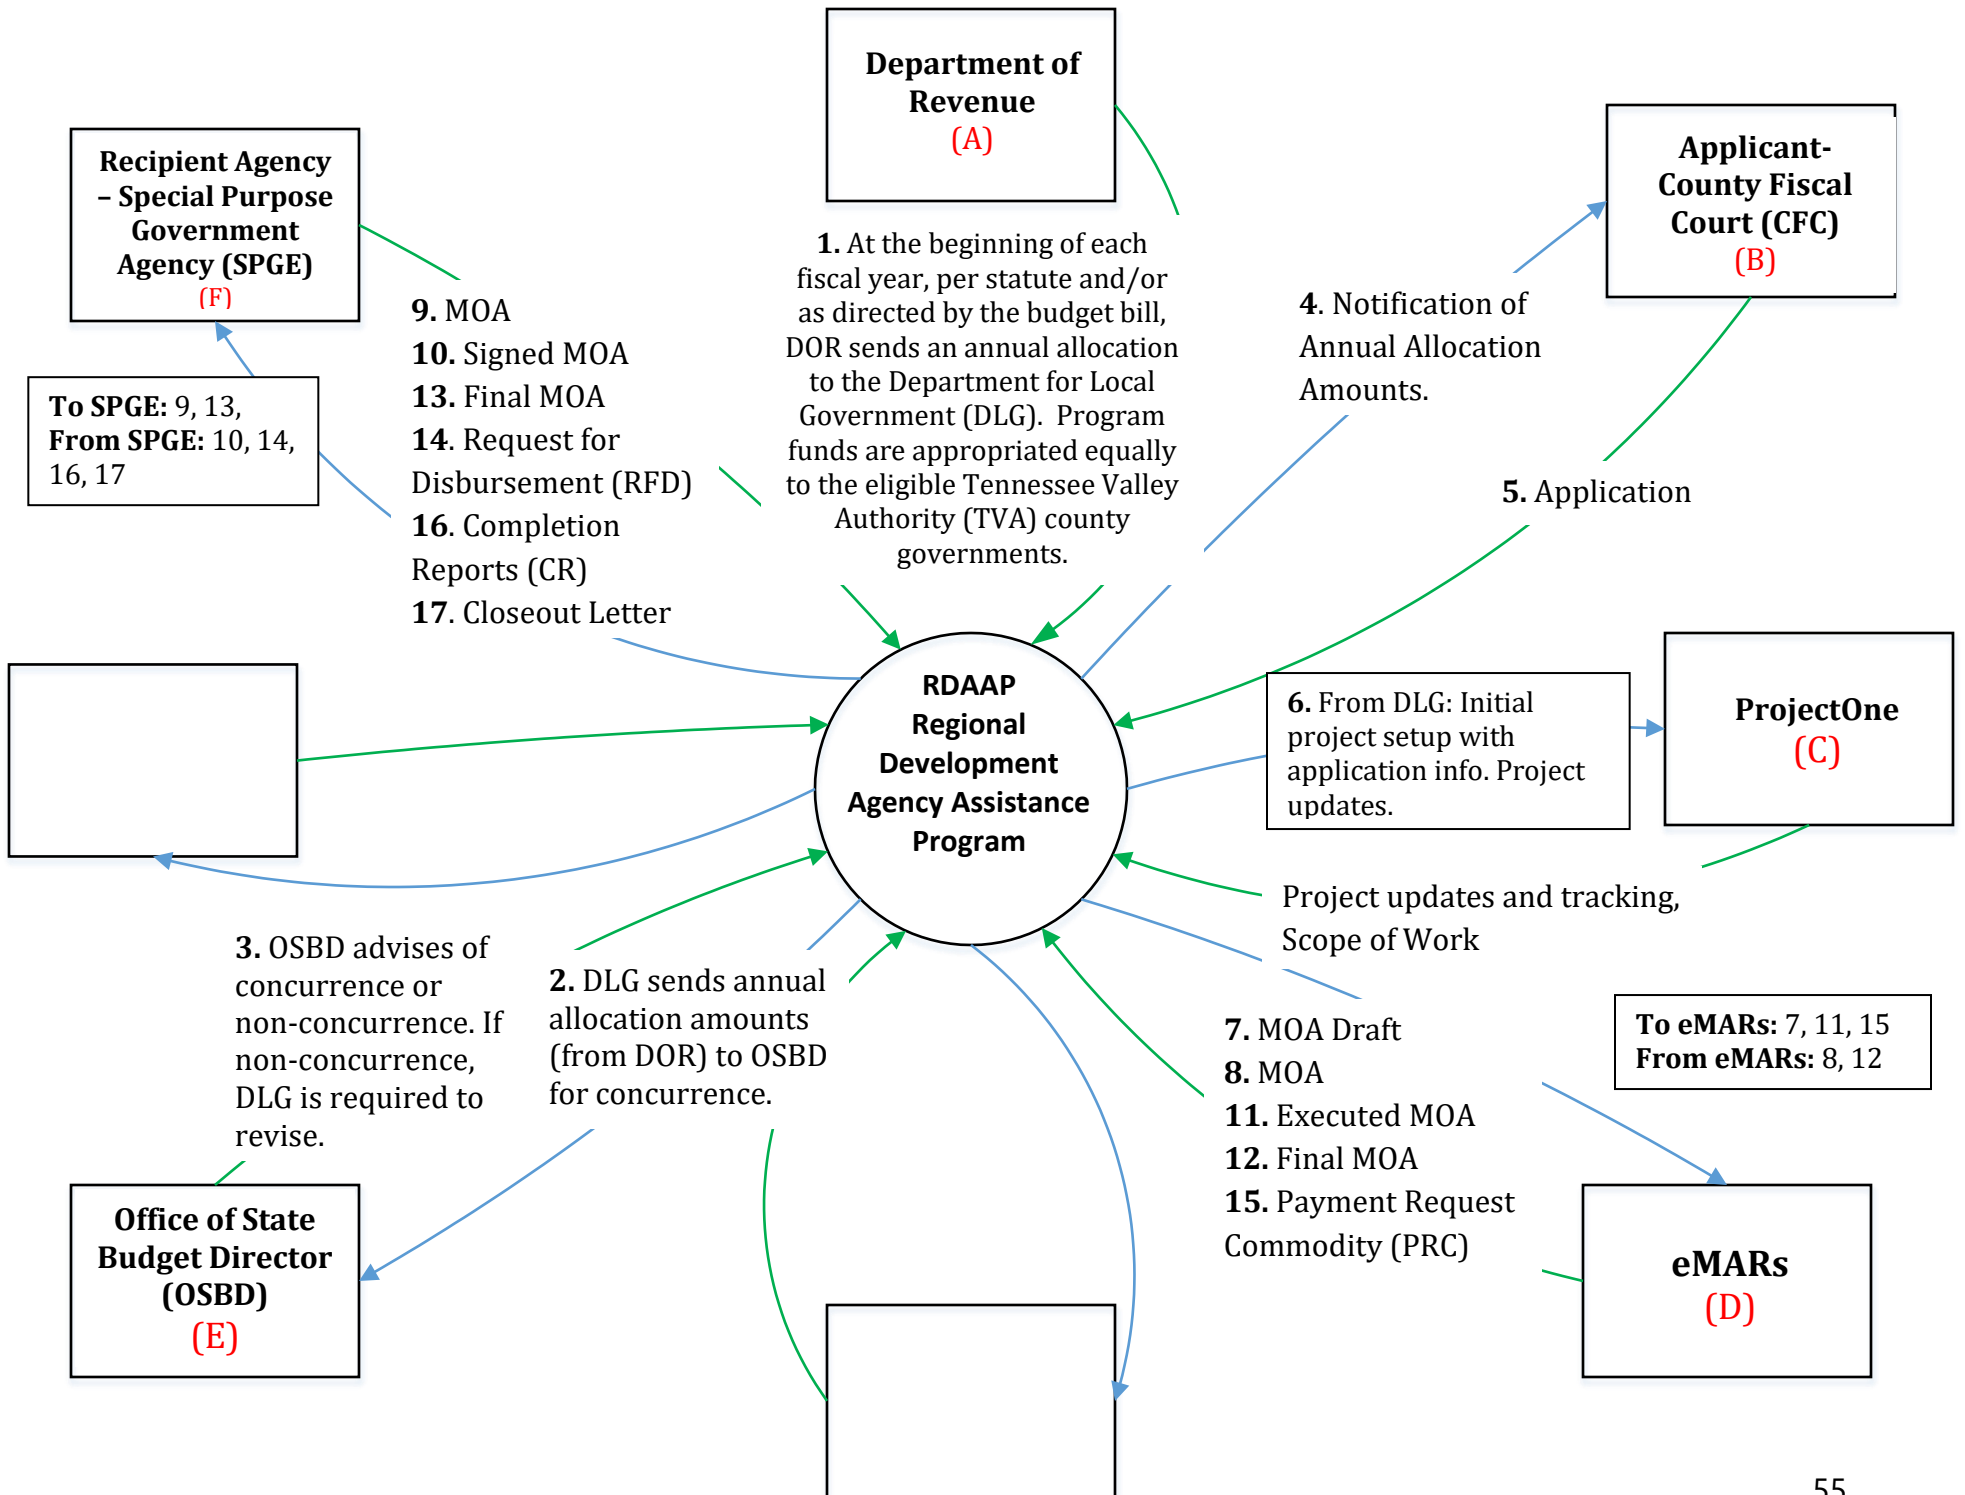 Department of
Revenue
(A)
Recipient Agency
– Special Purpose
Government
Agency (SPGE)
(F)
Applicant-
County Fiscal
Court (CFC)
(B)
To SPGE: 9, 13,
From SPGE: 10, 14,
16, 17
9. MOA
10. Signed MOA
13. Final MOA
14. Request for
Disbursement (RFD)
16. Completion
Reports (CR)
17. Closeout Letter
1. At the beginning of each
fiscal year, per statute and/or
as directed by the budget bill,
DOR sends an annual allocation
to the Department for Local
Government (DLG). Program
funds are appropriated equally
to the eligible Tennessee Valley
Authority (TVA) county
governments.
4. Notification of
Annual Allocation
Amounts.
5. Application
RDAAP
Regional
Development
Agency Assistance
Program
6. From DLG: Initial
project setup with
application info. Project
updates.
ProjectOne
(C)
Project updates and tracking,
Scope of Work
3. OSBD advises of
concurrence or
non-concurrence. If
non-concurrence,
DLG is required to
revise.
2. DLG sends annual
allocation amounts
(from DOR) to OSBD
for concurrence.
7. MOA Draft
8. MOA
11. Executed MOA
12. Final MOA
15. Payment Request
Commodity (PRC)
To eMARs: 7, 11, 15
From eMARs: 8, 12
Office of State
Budget Director
(OSBD)
(E)
eMARs
(D)
55